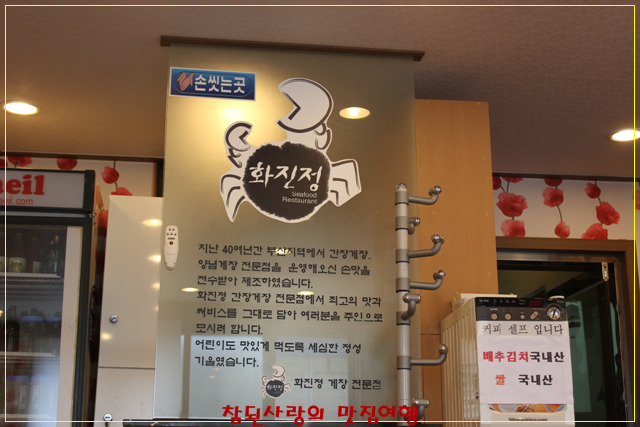 손씻는곳
화진정
Seafood
Restaurant
지난 40여년간 부산지역에서 간장게장,
양념게장 전문점을 운영해오신 손맛을
전수받아 제조하였습니다.
화진정 간장게장 전문점에서 최고의 맛과
써비스를 그대로 담아 여러분을 주인으로
모시려 합니다.
어린이도 맛있게 먹도록 세심한 정성
기울였습니다.
화진정
화진정 게장 전문점
eil
eil.com
커피 셀프 입니다
배추김치국내산
쌀 국내산
참된사랑의 맛집여행